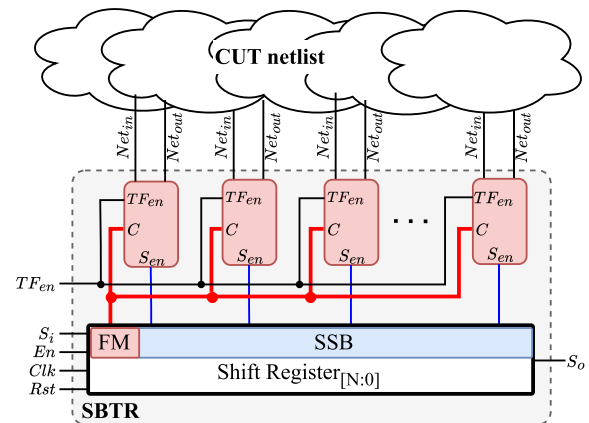 CUT netlist
Net_in Net_out Net_in Net_out Net_in Net_out Net_in Net_out
TF_en TF_en TF_en TF_en
C C C C
S_en S_en S_en S_en
...
TF_en
S_i
FM SSB
En
S_o
Clk
Shift Register_[N:0]
Rst
SBTR